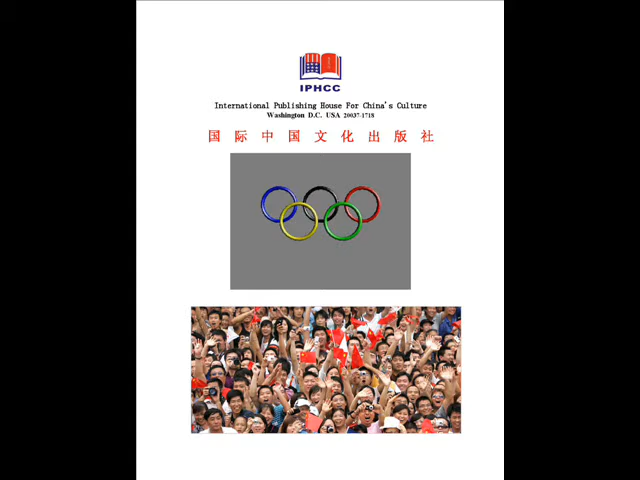 IPHCC
International Publishing House For China's Culture
Washington D.C. USA 20037-1718
国际中国文化出版社